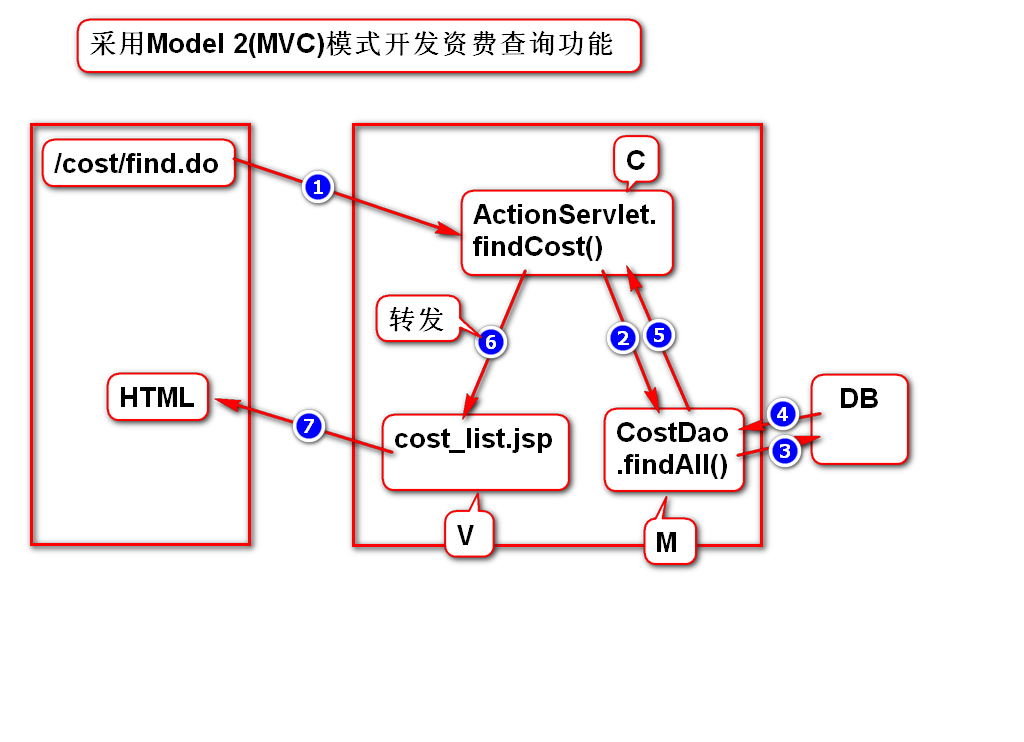 采用Model 2(MVC)模式开发资费查询功能
/cost/find.do
1
C
ActionServlet.
findCost()
转发
6
2
5
HTML
7
cost_list.jsp
CostDao
.findAll()
4
3
DB
V
M